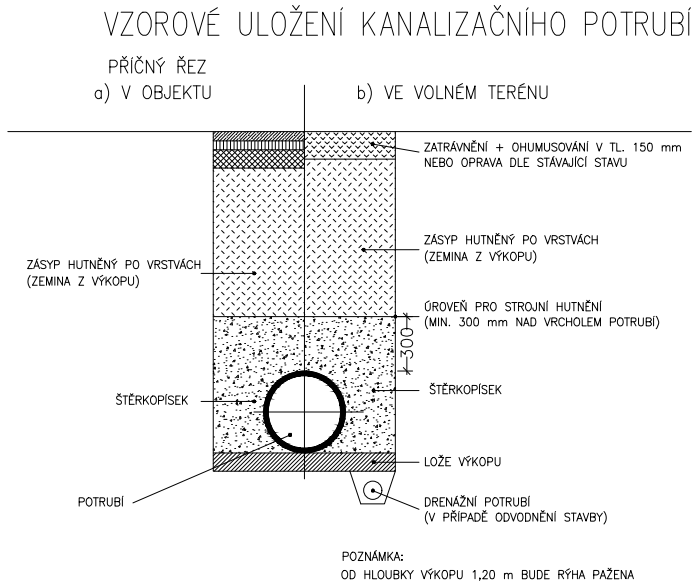 VZOROVÉ ULOŽENÍ KANALIZAČNÍHO POTRUBÍ
PŘÍČNÝ ŘEZ
a) V OBJEKTU
b) VE VOLNÉM TERÉNU
ZATRÁVNĚNÍ + OHUMUSOVÁNÍ V TL. 150 mm
NEBO OPRAVA DLE STÁVAJÍCÍ STAVU
ZÁSYP HUTNĚNÝ PO VRSTVÁCH
(ZEMINA Z VÝKOPU)
ZÁSYP HUTNĚNÝ PO VRSTVÁCH
(ZEMINA Z VÝKOPU)
ÚROVEŇ PRO STROJNÍ HUTNĚNÍ
(MIN. 300 mm NAD VRCHOLEM POTRUBÍ)
300
ŠTĚRKOPÍSEK
ŠTĚRKOPÍSEK
LOŽE VÝKOPU
POTRUBÍ
DRENÁŽNÍ POTRUBÍ
(V PŘÍPADĚ ODVODNĚNÍ STAVBY)
POZNÁMKA:
OD HLOUBKY VÝKOPU 1,20 m BUDE RÝHA PAŽENA